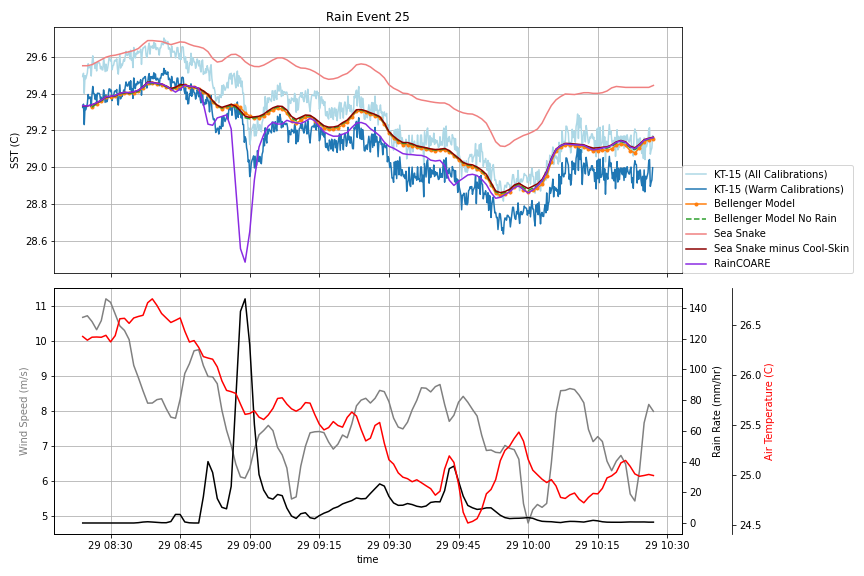 Rain Event 25
SST (C)
29.6
29.4
29.2
29.0
28.8
28.6
KT-15 (All Calibrations)
KT-15 (Warm Calibrations)
Bellenger Model
Bellenger Model No Rain
Sea Snake
Sea Snake minus Cool-Skin
RainCOARE
Wind Speed (m/s)
11
10
9
8
7
6
5
140
120
100
80
60
40
20
0
Rain Rate (mm/hr)
26.5
26.0
25.5
25.0
24.5
Air Temperature (C)
29 08:30 29 08:45 29 09:00 29 09:15 29 09:30 29 09:45 29 10:00 29 10:15 29 10:30
time